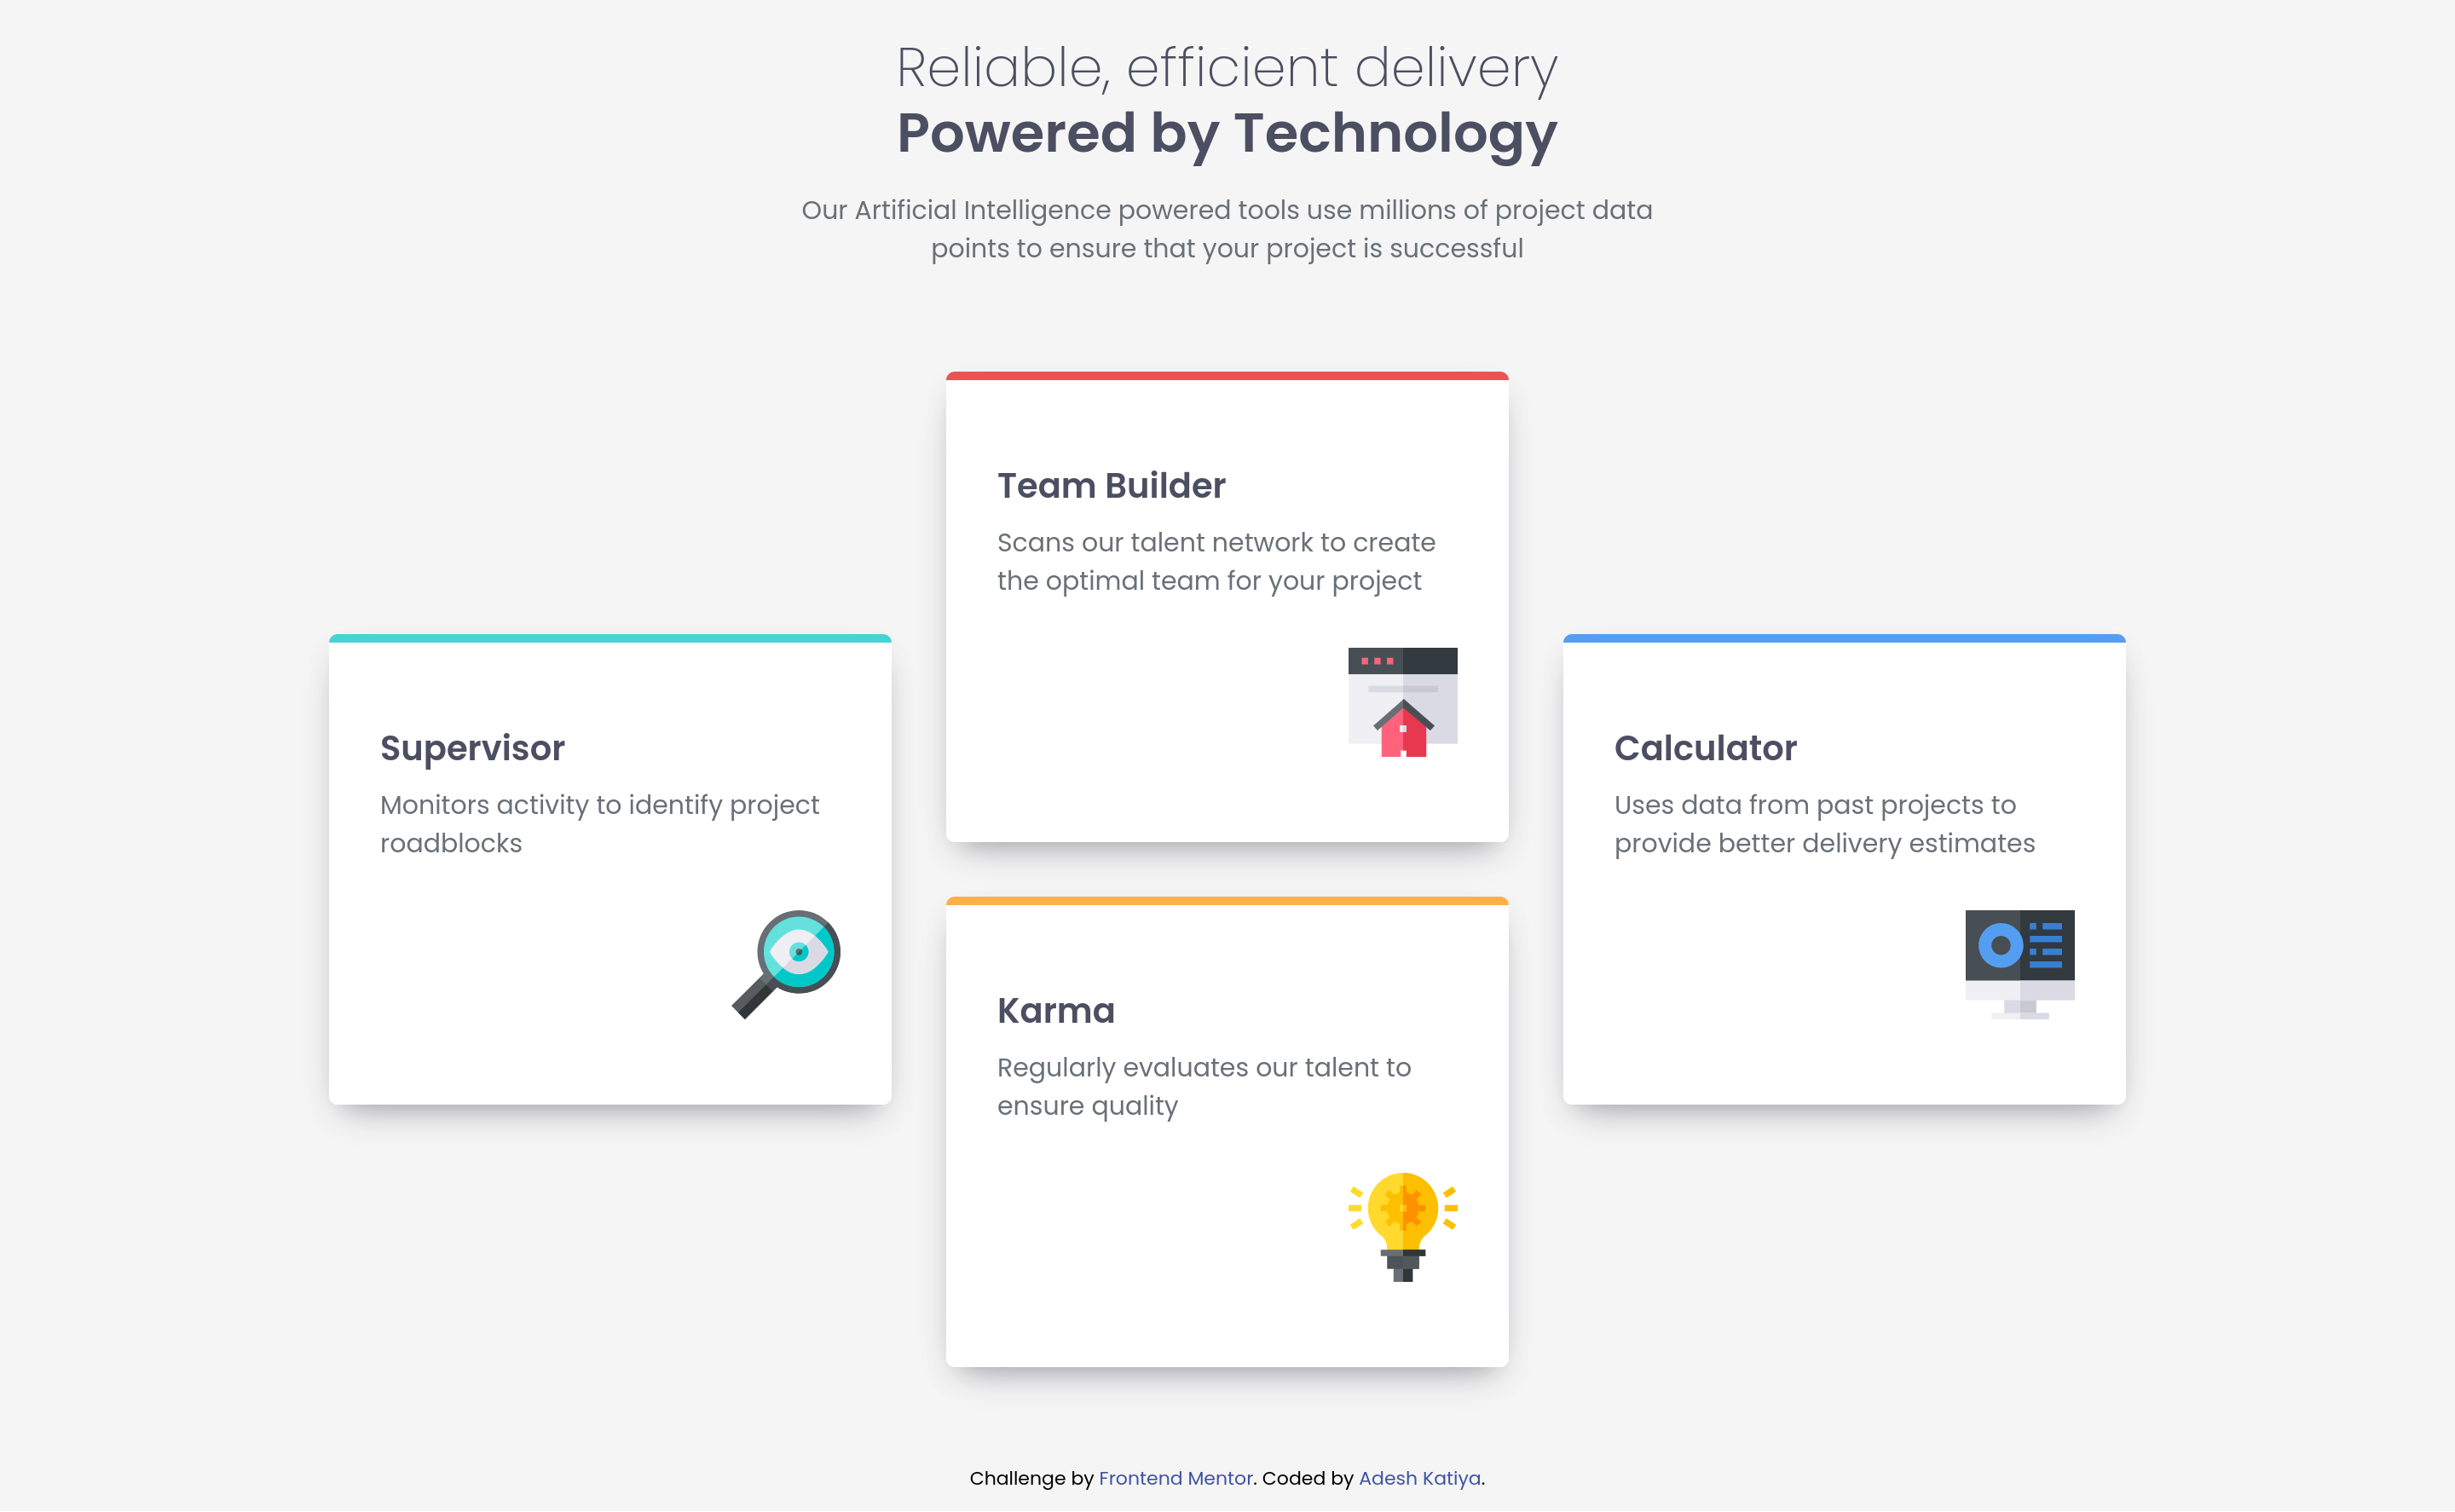 Reliable, efficient delivery
Powered by Technology
Our Artificial Intelligence powered tools use millions of project data
points to ensure that your project is successful
Supervisor
Monitors activity to identify project
roadblocks
Team Builder
Scans our talent network to create
the optimal team for your project
Karma
Regularly evaluates our talent to
ensure quality
Calculator
Uses data from past projects to
provide better delivery estimates
Challenge by Frontend Mentor. Coded by Adesh Katiya.